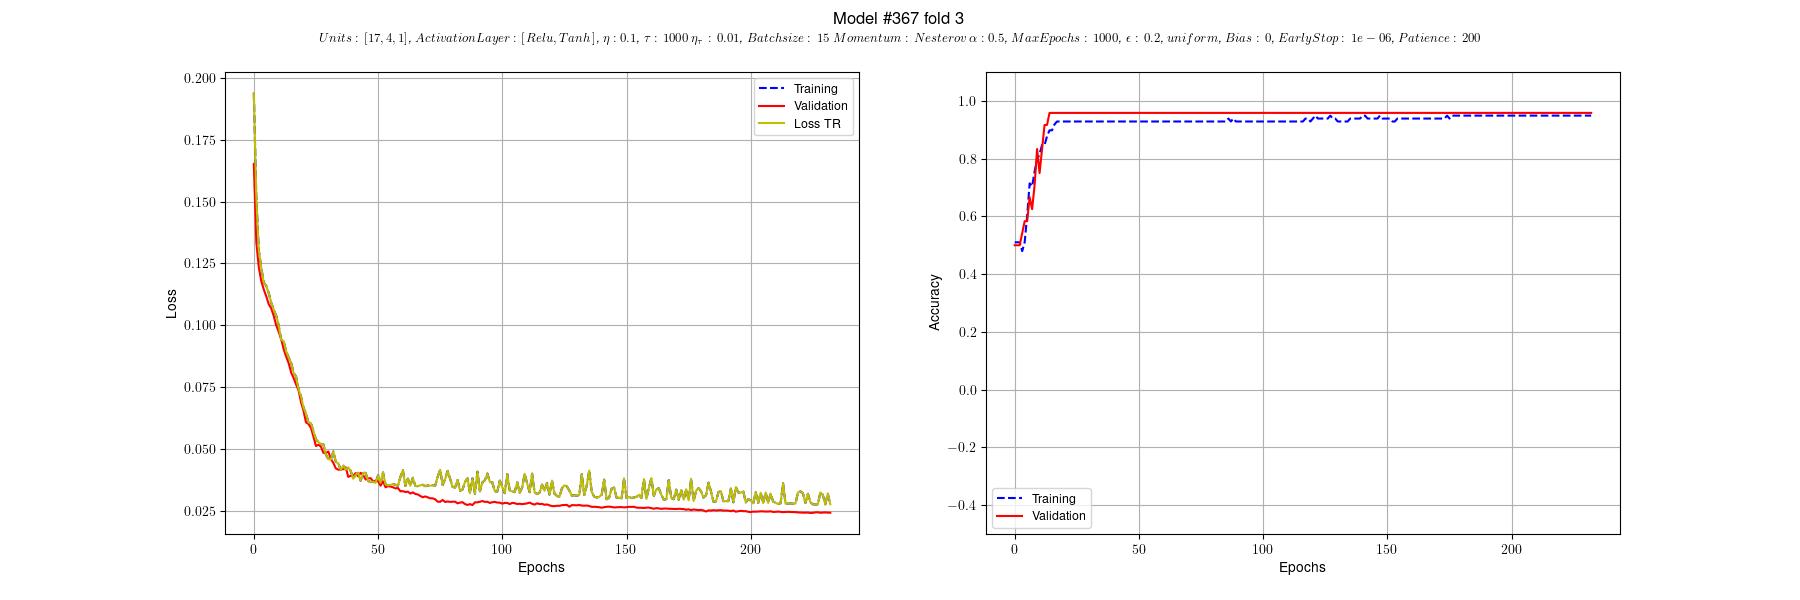 Model #367 fold 3
Units : [17, 4, 1], ActivationLayer : [Relu, Tanh], η : 0.1, τ : 1000 ητ : 0.01, Batchsize : 15 Momentum : Nesterov α : 0.5, MaxEpochs : 1000, ϵ : 0.2, uniform, Bias : 0, EarlyStop : 1e − 06, Patience : 200
0.200
0.175
0.150
0.125
0.100
0.075
0.050
0.025
Loss
0
50
100
150
200
Epochs
Training
Validation
Loss TR
1.0
0.8
0.6
0.4
0.2
0.0
−0.2
−0.4
Accuracy
0
50
100
150
200
Epochs
Training
Validation